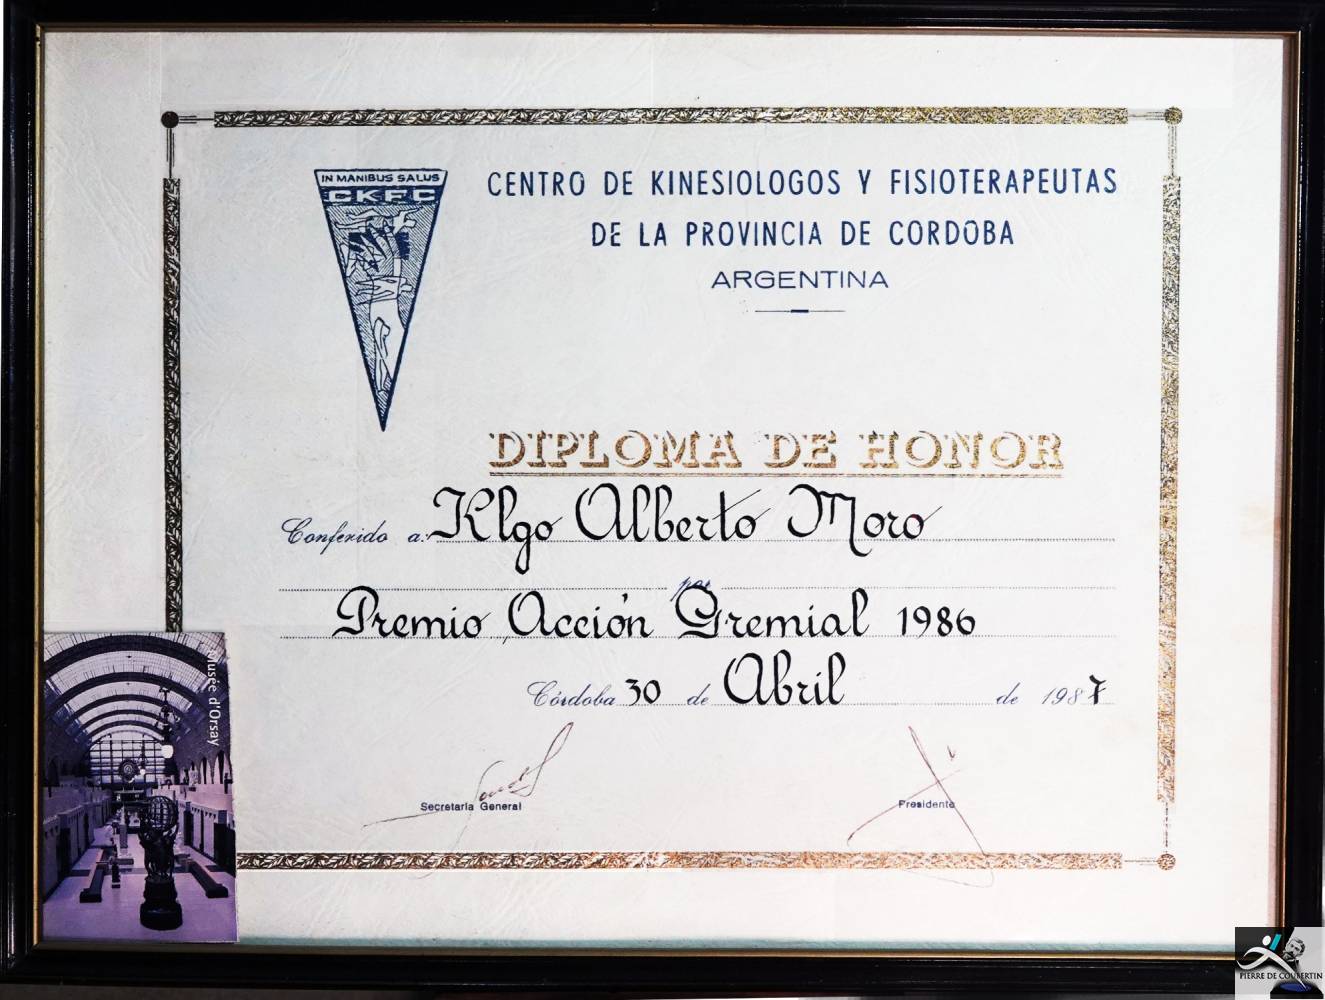 IN MANIBUS SALUS
CKFC
CENTRO DE KINESIOLOGOS Y FISIOTERAPEUTAS
DE LA PROVINCIA DE CORDOBA
ARGENTINA
DIPLOMA DE HONOR
Conferido a: Klgo Alberto Moro
por
Premio Acción Gremial 1986
Córdoba 30 de Abril de 1987
Secretaria General
Presidente
Musée d'Orsay
PIERRE DE COUBERTIN